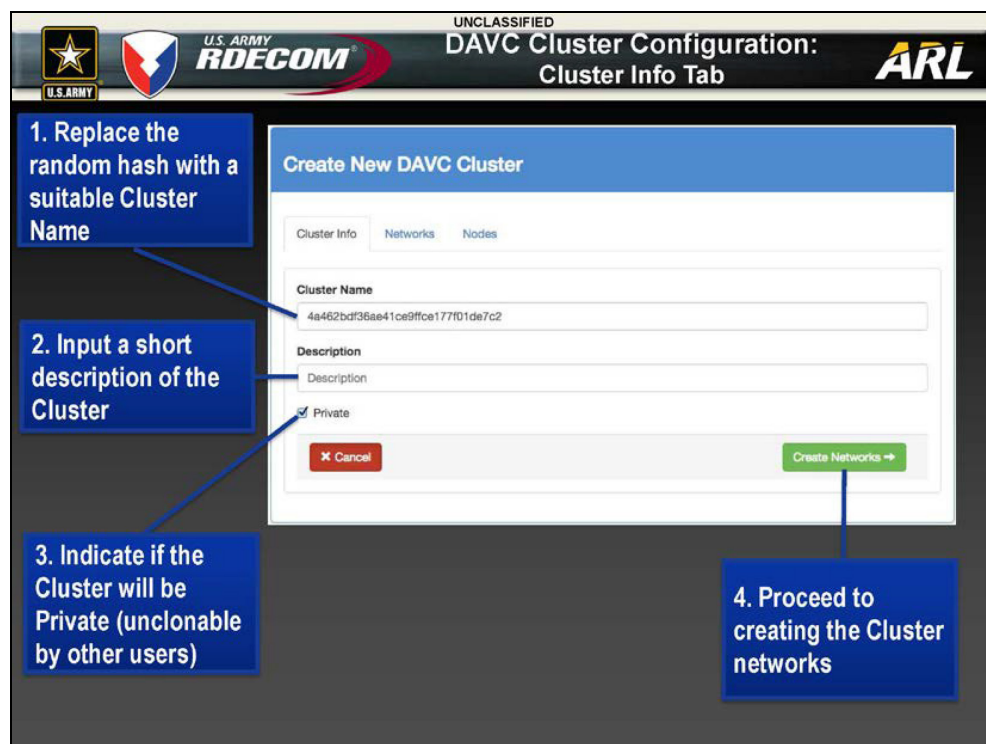 UNCLASSIFIED
DAVC Cluster Configuration:
Cluster Info Tab
U.S.ARMY
U.S. ARMY
RDECOM®
ARL
1. Replace the
random hash with a
suitable Cluster
Name
2. Input a short
description of the
Cluster
3. Indicate if the
Cluster will be
Private (unclonable
by other users)
Create New DAVC Cluster
Cluster Info Networks Nodes
Cluster Name
4a462bdf36ae41ce9ffce177f01de7c2
Description
Description
Private
✖ Cancel
Create Networks ➔
4. Proceed to
creating the Cluster
networks